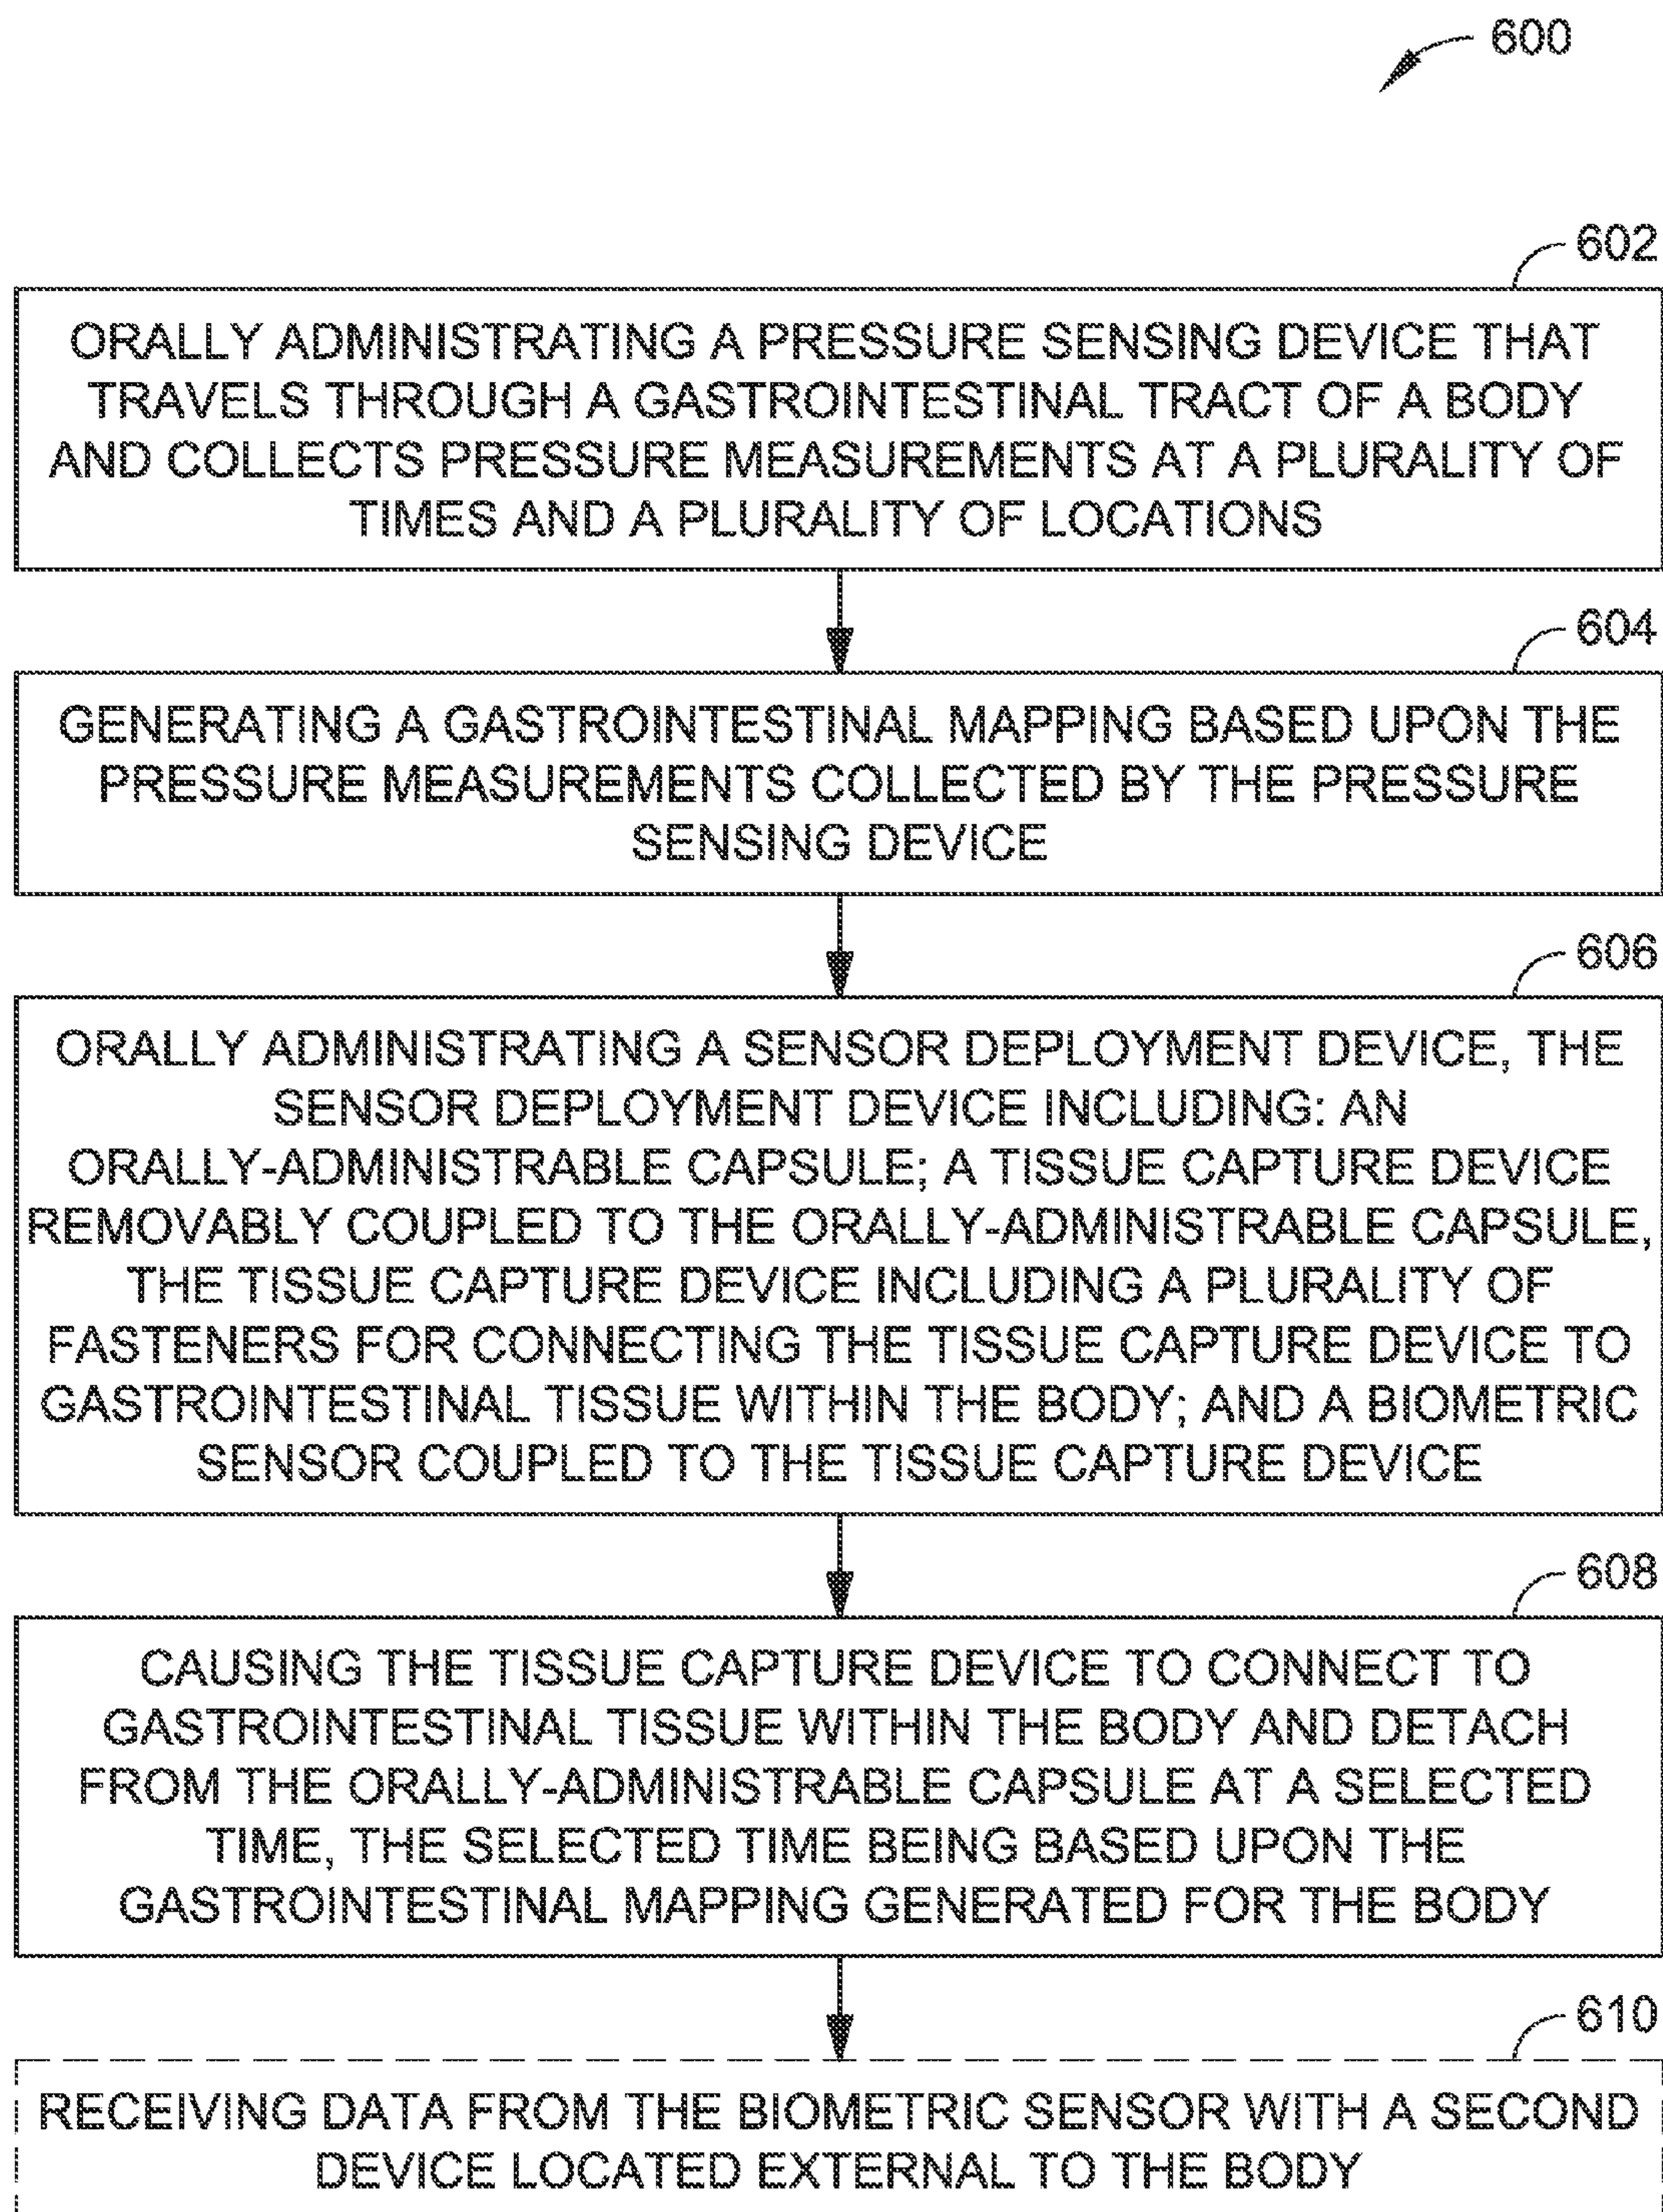 600
602
ORALLY ADMINISTRATING A PRESSURE SENSING DEVICE THAT
TRAVELS THROUGH A GASTROINTESTINAL TRACT OF A BODY
AND COLLECTS PRESSURE MEASUREMENTS AT A PLURALITY OF
TIMES AND A PLURALITY OF LOCATIONS
604
GENERATING A GASTROINTESTINAL MAPPING BASED UPON THE
PRESSURE MEASUREMENTS COLLECTED BY THE PRESSURE
SENSING DEVICE
606
ORALLY ADMINISTRATING A SENSOR DEPLOYMENT DEVICE, THE
SENSOR DEPLOYMENT DEVICE INCLUDING: AN
ORALLY-ADMINISTRABLE CAPSULE; A TISSUE CAPTURE DEVICE
REMOVABLY COUPLED TO THE ORALLY-ADMINISTRABLE CAPSULE,
THE TISSUE CAPTURE DEVICE INCLUDING A PLURALITY OF
FASTENERS FOR CONNECTING THE TISSUE CAPTURE DEVICE TO
GASTROINTESTINAL TISSUE WITHIN THE BODY; AND A BIOMETRIC
SENSOR COUPLED TO THE TISSUE CAPTURE DEVICE
608
CAUSING THE TISSUE CAPTURE DEVICE TO CONNECT TO
GASTROINTESTINAL TISSUE WITHIN THE BODY AND DETACH
FROM THE ORALLY-ADMINISTRABLE CAPSULE AT A SELECTED
TIME, THE SELECTED TIME BEING BASED UPON THE
GASTROINTESTINAL MAPPING GENERATED FOR THE BODY
610
RECEIVING DATA FROM THE BIOMETRIC SENSOR WITH A SECOND
DEVICE LOCATED EXTERNAL TO THE BODY